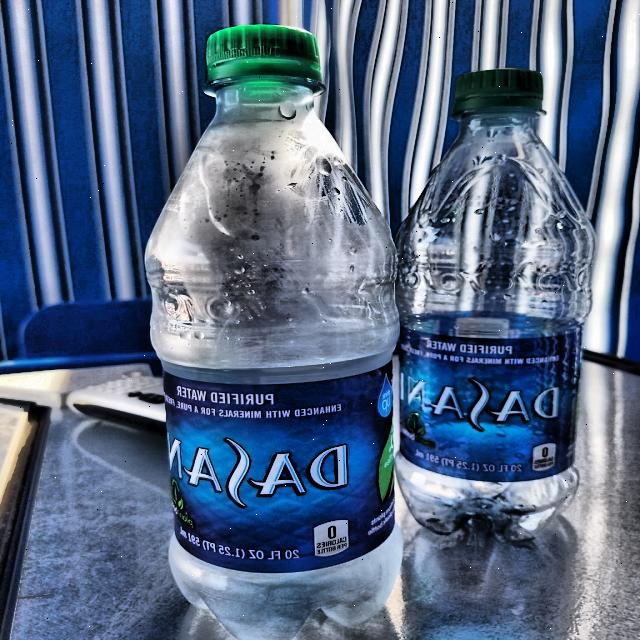 PURIFIED WATER
ENHANCED WITH MINERALS FOR A PURE, FRESH
DASAN
0
CALORIES
PER BOTTLE
20 FL OZ (1.25 PT) 591 mL
PURIFIED WATER
ENHANCED WITH MINERALS FOR A PURE, FRESH
DASANI
0
20 FL OZ (1.25 PT) 591 mL